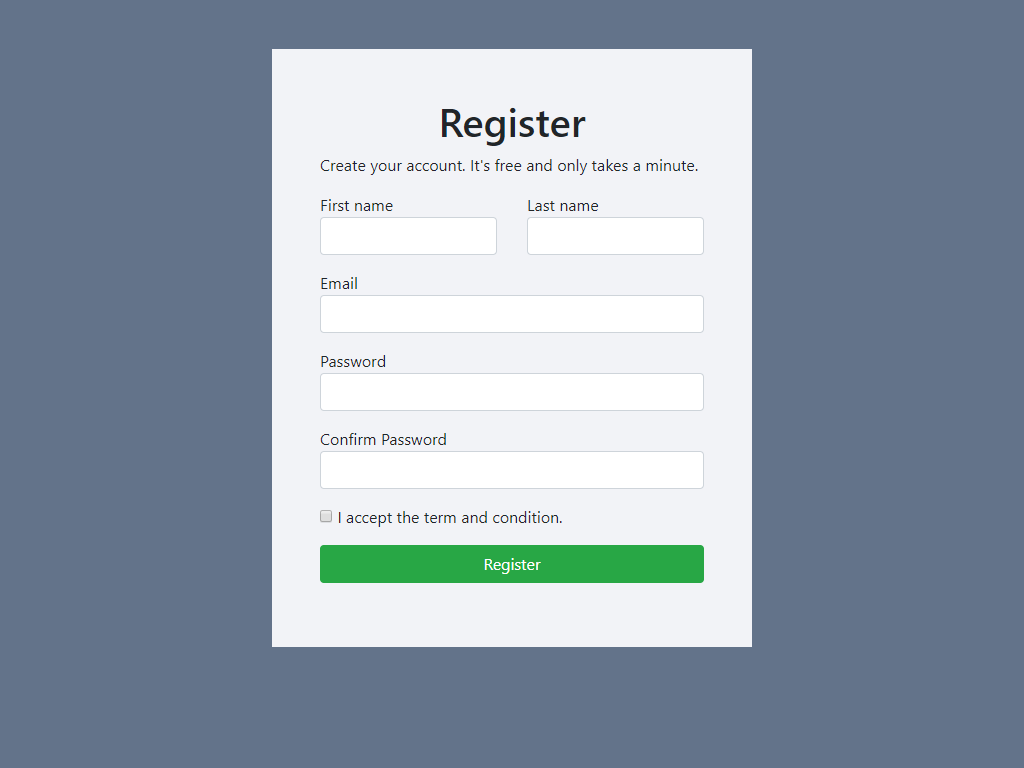 Register
Create your account. It's free and only takes a minute.
First name Last name
Email
Password
Confirm Password
I accept the term and condition.
Register